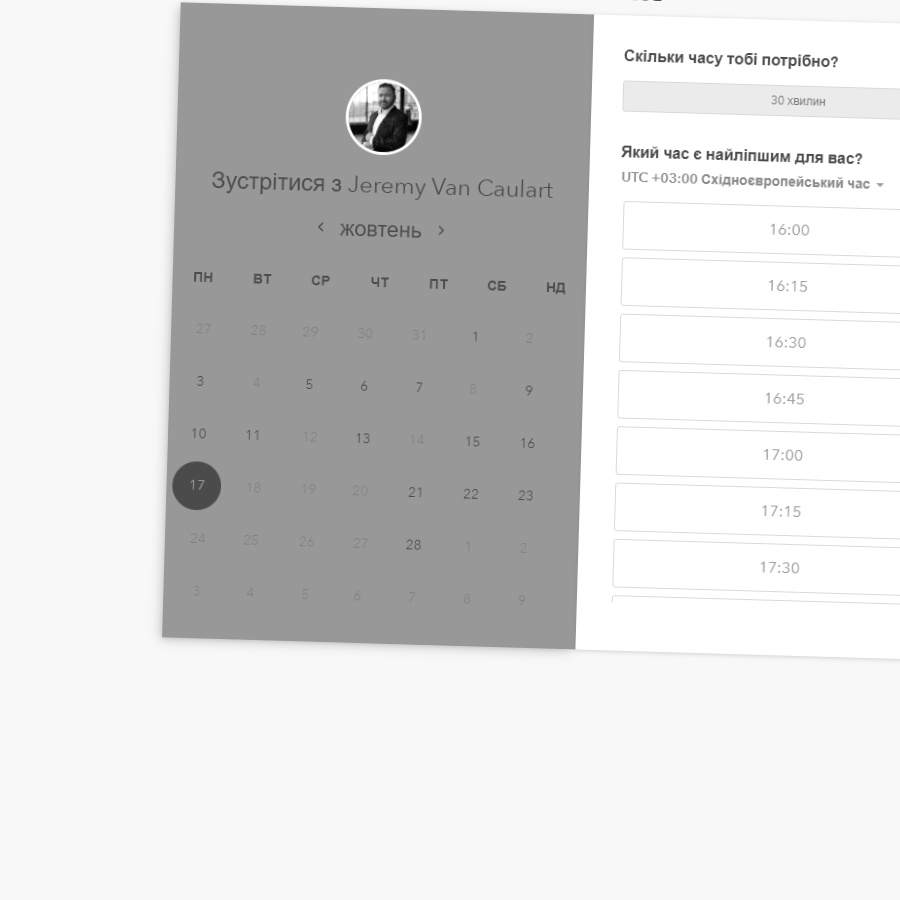 Зустрітися з Jeremy Van Caulart
жовтень
ПН ВТ СР ЧТ ПТ СБ НД
27 28 29 30 31 1 2
3 4 5 6 7 8 9
10 11 12 13 14 15 16
17 18 19 20 21 22 23
24 25 26 27 28 1 2
3 4 5 6 7 8 9
Скільки часу тобі потрібно?
30 хвилин
Який час є найліпшим для вас?
UTC +03:00 Східноєвропейський час
16:00
16:15
16:30
16:45
17:00
17:15
17:30